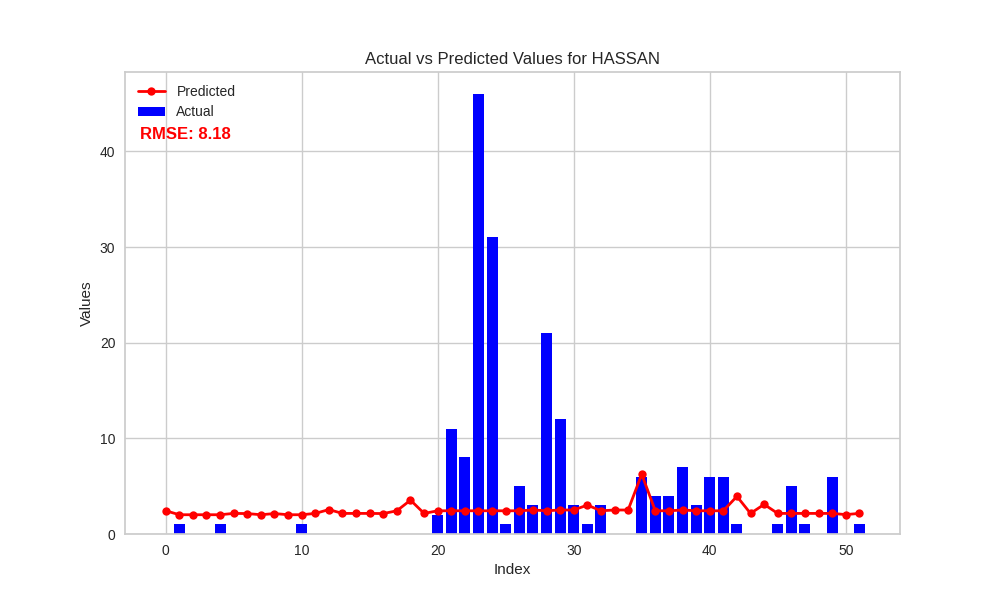 Actual vs Predicted Values for HASSAN
Predicted
Actual
RMSE: 8.18
Values
40
30
20
10
0
0 10 20 30 40 50
Index